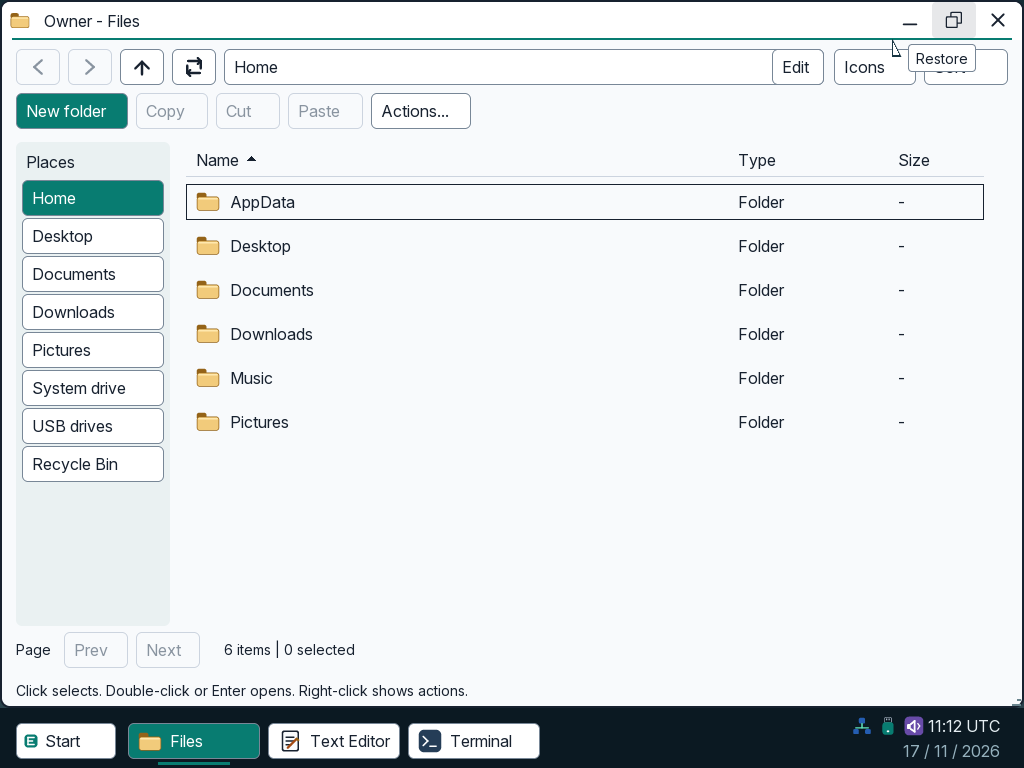 Owner - Files
Home
Edit
Icons
Restore
New folder
Copy
Cut
Paste
Actions...
Places
Home
Desktop
Documents
Downloads
Pictures
System drive
USB drives
Recycle Bin
Name Type Size
AppData Folder -
Desktop Folder -
Documents Folder -
Downloads Folder -
Music Folder -
Pictures Folder -
Page Prev Next 6 items | 0 selected
Click selects. Double-click or Enter opens. Right-click shows actions.
Start
Files
Text Editor
Terminal
11:12 UTC
17 / 11 / 2026